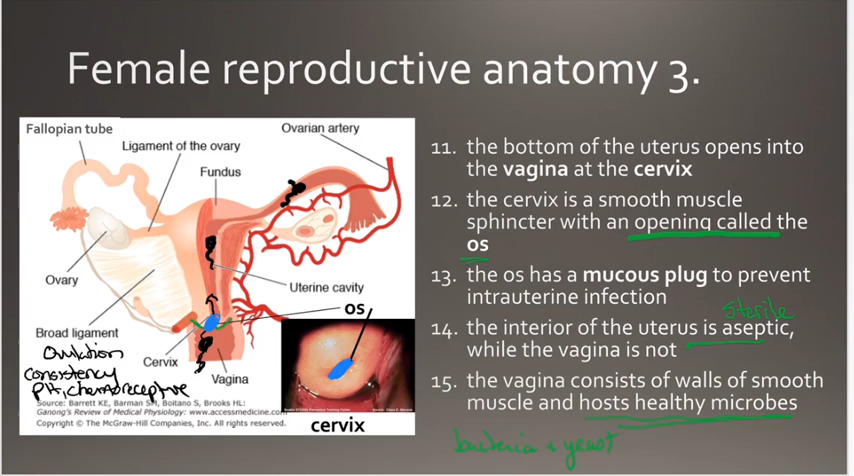 Female reproductive anatomy 3.
Fallopian tube
Ligament of the ovary
Ovarian artery
Fundus
Ovary
Uterine cavity
os
Broad ligament
Cervix
Vagina
Ovulation
consistency
pH, chemoreceptive
Source: Barrett KE, Barman SM, Boitano S, Brooks HL:
Ganong's Review of Medical Physiology: www.accessmedicine.com
Copyright © The McGraw-Hill Companies, Inc. All rights reserved.
cervix
11. the bottom of the uterus opens into
the vagina at the cervix
12. the cervix is a smooth muscle
sphincter with an opening called the
os
13. the os has a mucous plug to prevent
intrauterine infection
sterile
14. the interior of the uterus is aseptic,
while the vagina is not
15. the vagina consists of walls of smooth
muscle and hosts healthy microbes
bacteria + yeast